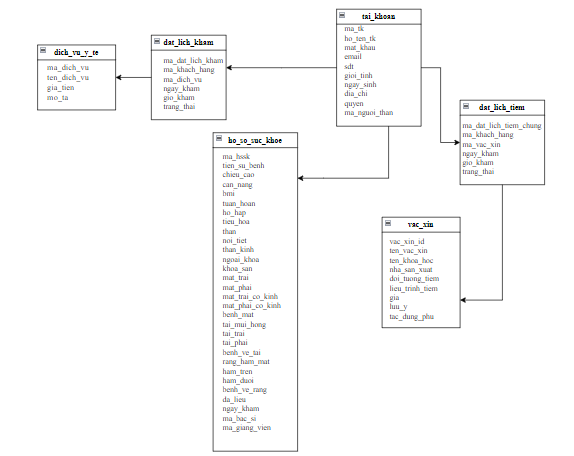 dich_vu_y_te
ma_dich_vu
ten_dich_vu
gia_tien
mo_ta
dat_lich_kham
ma_dat_lich_kham
ma_khach_hang
ma_dich_vu
ngay_kham
gio_kham
trang_thai
tai_khoan
ma_tk
ho_ten_tk
mat_khau
email
sdt
gioi_tinh
ngay_sinh
dia_chi
quyen
ma_nguoi_than
dat_lich_tiem
ma_dat_lich_tiem_chung
ma_khach_hang
ma_vac_xin
ngay_kham
gio_kham
trang_thai
ho_so_suc_khoe
ma_hssk
tien_su_benh
chieu_cao
can_nang
bmi
tuan_hoan
ho_hap
tieu_hoa
than
noi_tiet
than_kinh
ngoai_khoa
khoa_san
mat_trai
mat_phai
mat_trai_co_kinh
mat_phai_co_kinh
benh_mat
tai_mui_hong
tai_trai
tai_phai
benh_ve_tai
rang_ham_mat
ham_tren
ham_duoi
benh_ve_rang
da_lieu
ngay_kham
ma_bac_si
ma_giang_vien
vac_xin
vac_xin_id
ten_vac_xin
ten_khoa_hoc
nha_san_xuat
doi_tuong_tiem
lieu_trinh_tiem
gia
luu_y
tac_dung_phu